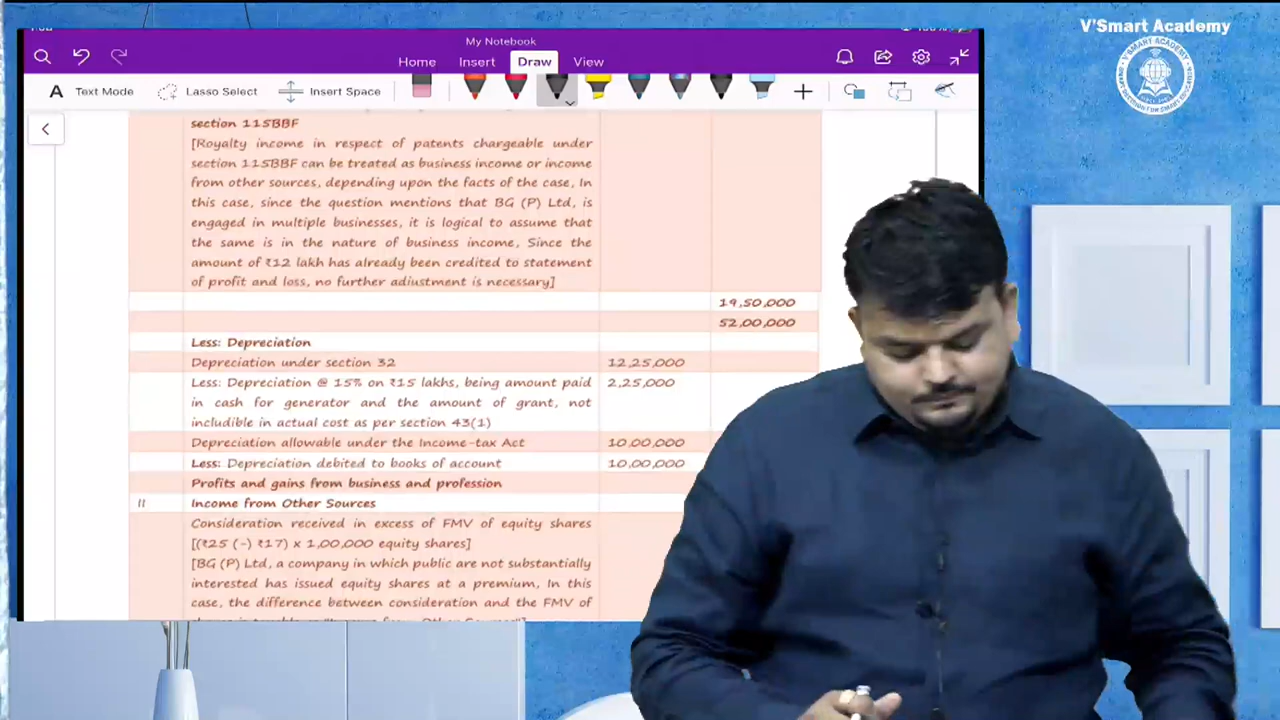 V'Smart Academy
My Notebook
Home Insert Draw View
Text Mode Lasso Select Insert Space
section 115BBF
[Royalty income in respect of patents chargeable under
section 115BBF can be treated as business income or income
from other sources, depending upon the facts of the case, In
this case, since the question mentions that BG (P) Ltd, is
engaged in multiple businesses, it is logical to assume that
the same is in the nature of business income, Since the
amount of ₹12 lakh has already been credited to statement
of profit and loss, no further adjustment is necessary]
19,50,000
52,00,000
Less: Depreciation
Depreciation under section 32 12,25,000
Less: Depreciation @ 15% on ₹15 lakhs, being amount paid 2,25,000
in cash for generator and the amount of grant, not
includible in actual cost as per section 43(1)
Depreciation allowable under the Income-tax Act 10,00,000
Less: Depreciation debited to books of account 10,00,000
Profits and gains from business and profession
II Income from Other Sources
Consideration received in excess of FMV of equity shares
[(₹25 (-) ₹17) x 1,00,000 equity shares]
[BG (P) Ltd, a company in which public are not substantially
interested has issued equity shares at a premium, In this
case, the difference between consideration and the FMV of